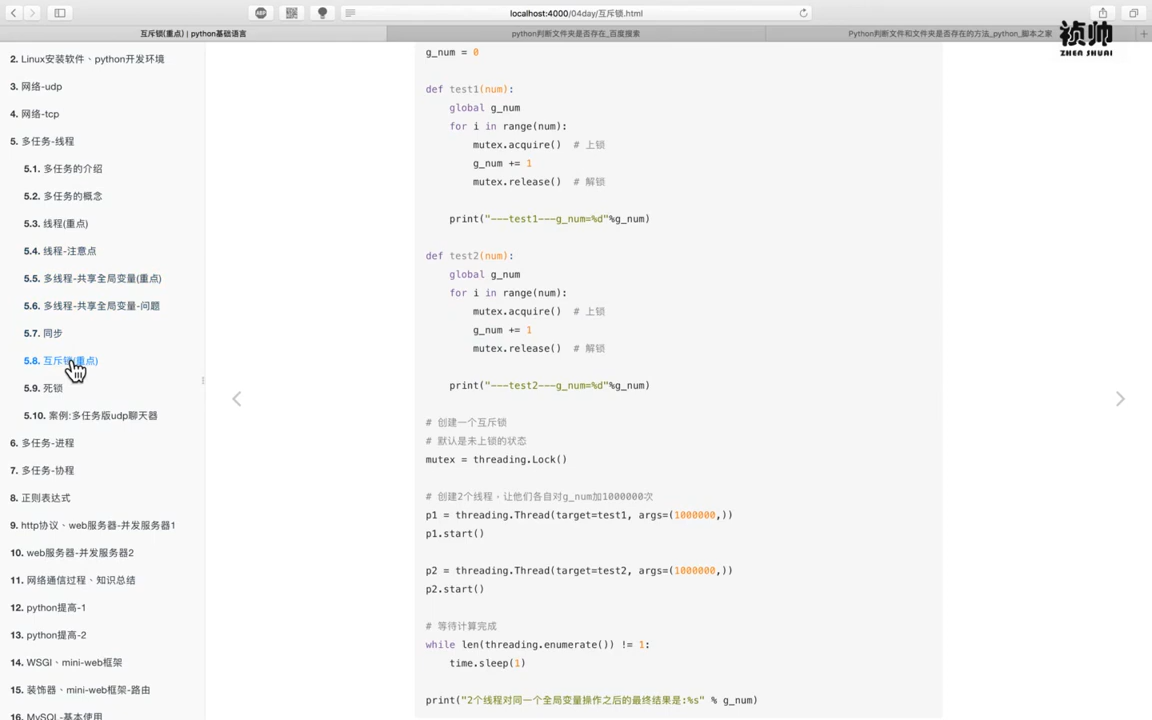 localhost:4000/04day/互斥锁.html
互斥锁(重点) | python基础语言
python判断文件夹是否存在_百度搜索
Python判断文件和文件夹是否存在的方法_python_脚本之家
祯帅
ZHEN SHUAI
ABP
2. Linux安装软件、python开发环境
3. 网络-udp
4. 网络-tcp
5. 多任务-线程
5.1. 多任务的介绍
5.2. 多任务的概念
5.3. 线程(重点)
5.4. 线程-注意点
5.5. 多线程-共享全局变量(重点)
5.6. 多线程-共享全局变量-问题
5.7. 同步
5.8. 互斥锁(重点)
5.9. 死锁
5.10. 案例:多任务版udp聊天器
6. 多任务-进程
7. 多任务-协程
8. 正则表达式
9. http协议、web服务器-并发服务器1
10. web服务器-并发服务器2
11. 网络通信过程、知识总结
12. python提高-1
13. python提高-2
14. WSGI、mini-web框架
15. 装饰器、mini-web框架-路由
16. MySQL-基本使用
g_num = 0
def test1(num):
global g_num
for i in range(num):
mutex.acquire()  # 上锁
g_num += 1
mutex.release()  # 解锁
print("---test1---g_num=%d"%g_num)
def test2(num):
global g_num
for i in range(num):
mutex.acquire()  # 上锁
g_num += 1
mutex.release()  # 解锁
print("---test2---g_num=%d"%g_num)
# 创建一个互斥锁
# 默认是未上锁的状态
mutex = threading.Lock()
# 创建2个线程，让他们各自对g_num加1000000次
p1 = threading.Thread(target=test1, args=(1000000,))
p1.start()
p2 = threading.Thread(target=test2, args=(1000000,))
p2.start()
# 等待计算完成
while len(threading.enumerate()) != 1:
time.sleep(1)
print("2个线程对同一个全局变量操作之后的最终结果是:%s" % g_num)